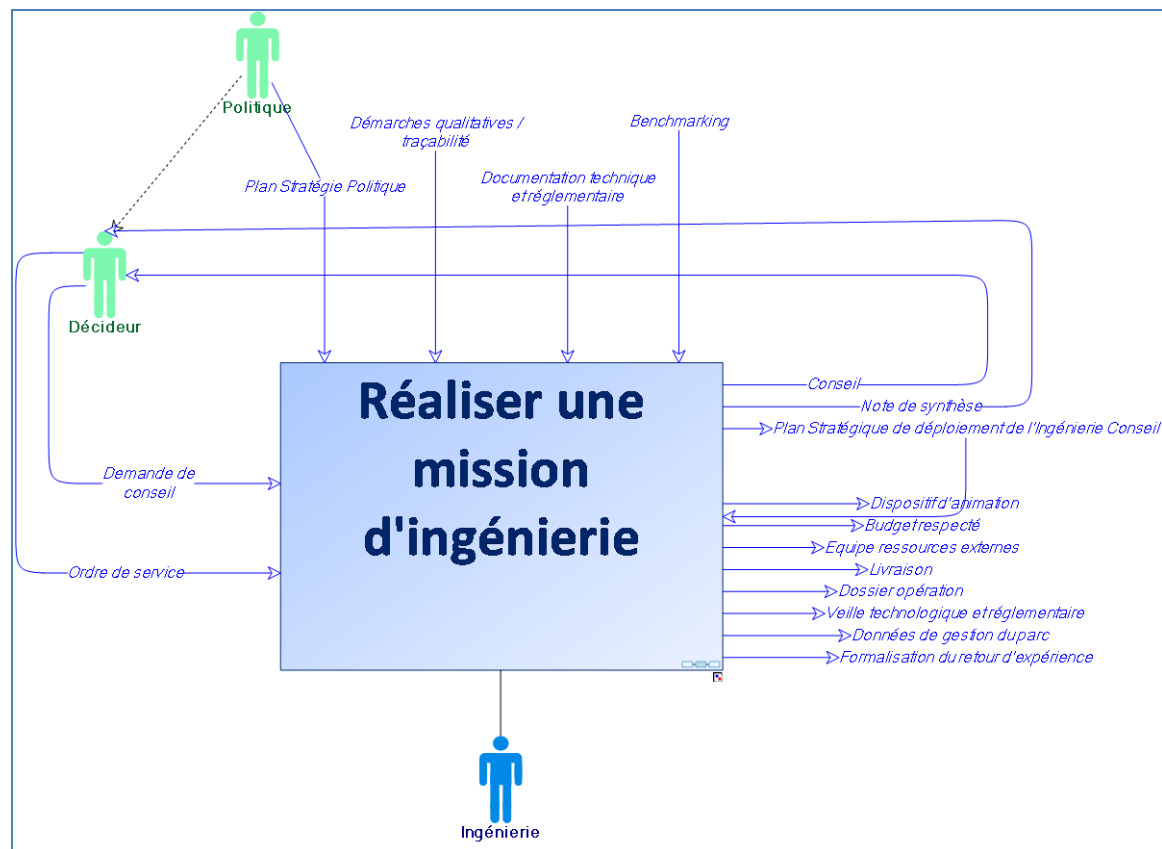 Politique
Démarches qualitatives /
traçabilité
Benchmarking
Plan Stratégie Politique
Documentation technique
et réglementaire
Décideur
Réaliser une
mission
d'ingénierie
Conseil
Note de synthèse
Plan Stratégique de déploiement de l'Ingénierie Conseil
Demande de
conseil
Dispositif d'animation
Budget respecté
Equipe ressources externes
Ordre de service
Livraison
Dossier opération
Veille technologique et réglementaire
Données de gestion du parc
Formalisation du retour d'expérience
Ingénierie